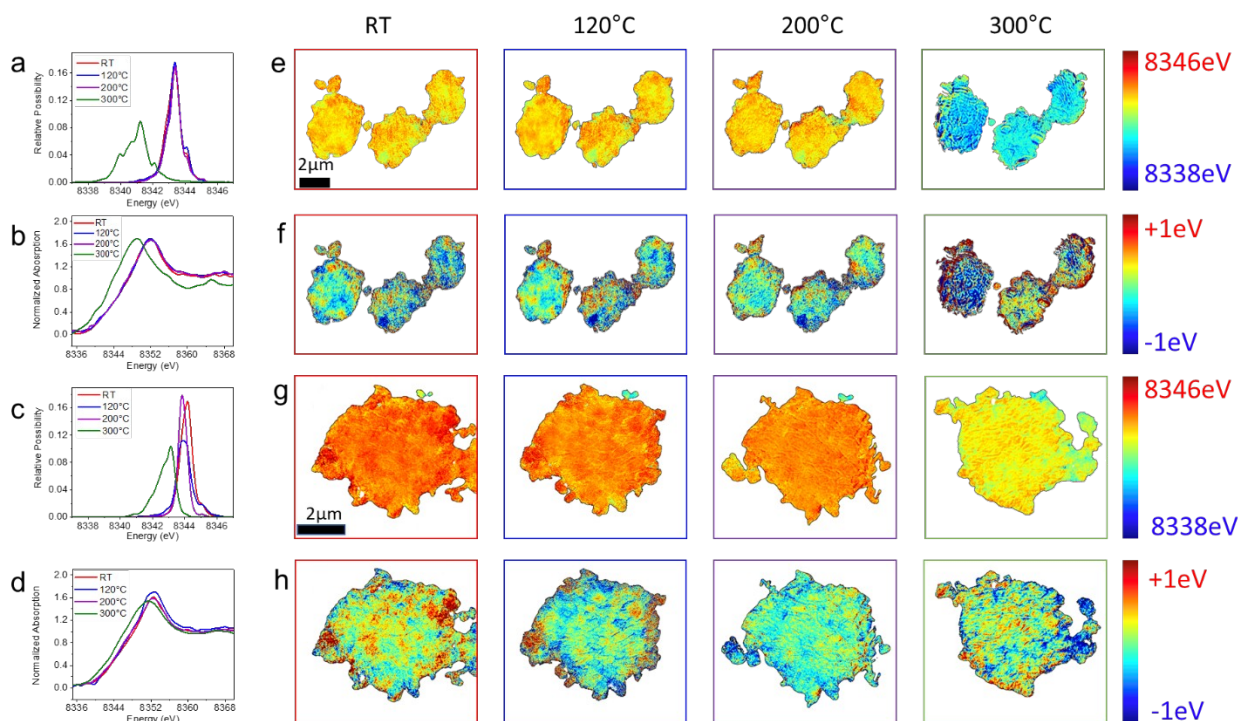 RT 120°C 200°C 300°C
a
Relative Possibility
0.16
0.12
0.08
0.04
0.00
RT
120°C
200°C
300°C
8338 8340 8342 8344 8346
Energy (eV)
e
2μm
8346eV
8338eV
b
Normalized Absorption
2.0
1.6
1.2
0.8
0.4
0.0
RT
120°C
200°C
300°C
8336 8344 8352 8360 8368
Energy (eV)
f
+1eV
-1eV
c
Relative Possibility
0.16
0.12
0.08
0.04
0.00
RT
120°C
200°C
300°C
8338 8340 8342 8344 8346
Energy (eV)
g
2μm
8346eV
8338eV
d
Normalized Absorption
2.0
1.6
1.2
0.8
0.4
0.0
RT
120°C
200°C
300°C
8336 8344 8352 8360 8368
Energy (eV)
h
+1eV
-1eV